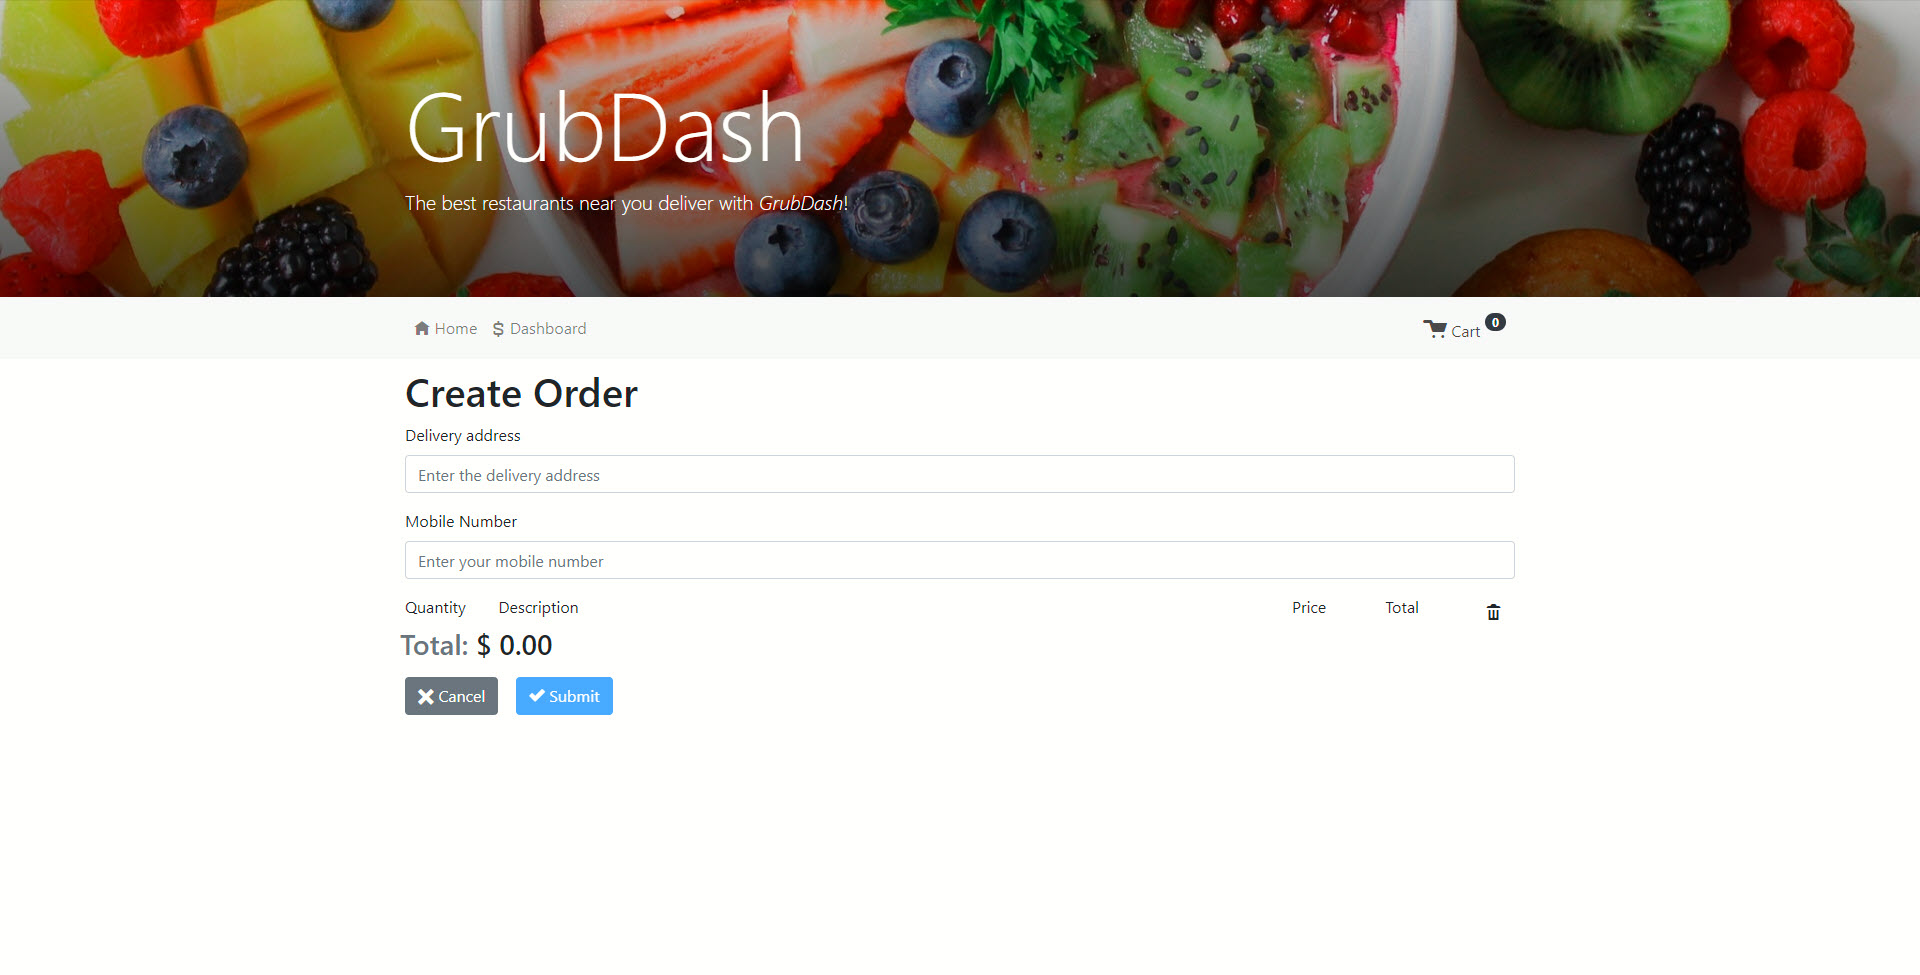 GrubDash
The best restaurants near you deliver with GrubDash!
Home $ Dashboard Cart 0
Create Order
Delivery address
Enter the delivery address
Mobile Number
Enter your mobile number
Quantity Description Price Total
Total: $ 0.00
Cancel Submit